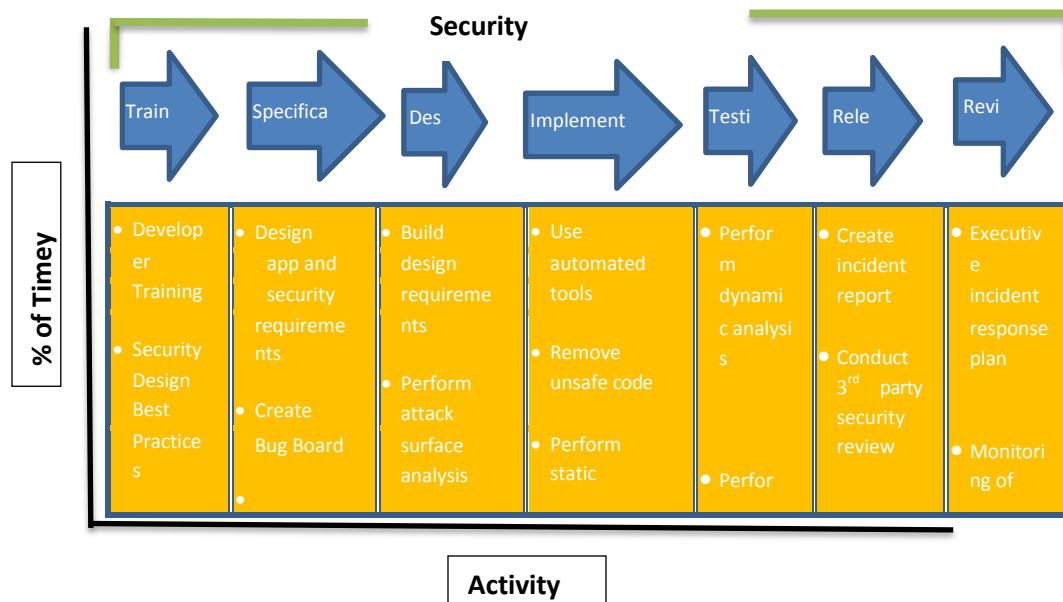 Security
Train
Specifica
Des
Implement
Testi
Rele
Revi
% of Timey
• Develop
er
Training
• Security
Design
Best
Practice
s
• Design
app and
security
requireme
nts
• Create
Bug Board
•
• Build
design
requireme
nts
• Perform
attack
surface
analysis
• Use
automated
tools
• Remove
unsafe code
• Perform
static
• Perfor
m
dynami
c analysi
s
• Perfor
• Create
incident
report
• Conduct
3rd party
security
review
• Executiv
e
incident
response
plan
• Monitori
ng of
Activity